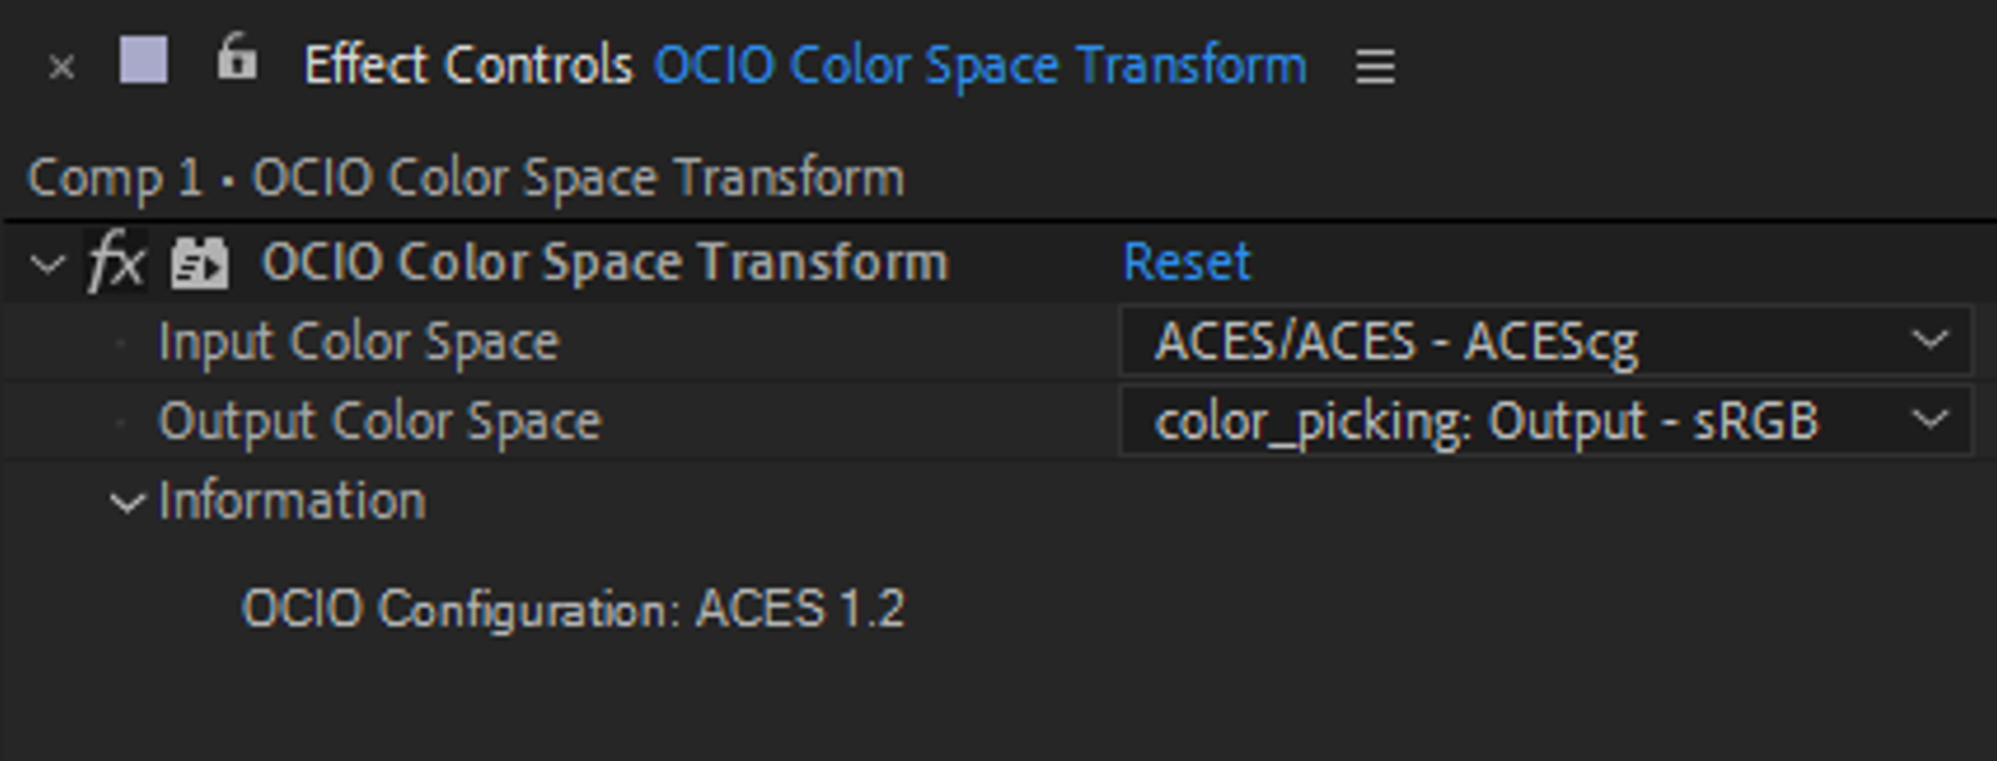 Effect Controls OCIO Color Space Transform
Comp 1 • OCIO Color Space Transform
fx OCIO Color Space Transform Reset
Input Color Space ACES/ACES - ACEScg
Output Color Space color_picking: Output - sRGB
Information
OCIO Configuration: ACES 1.2